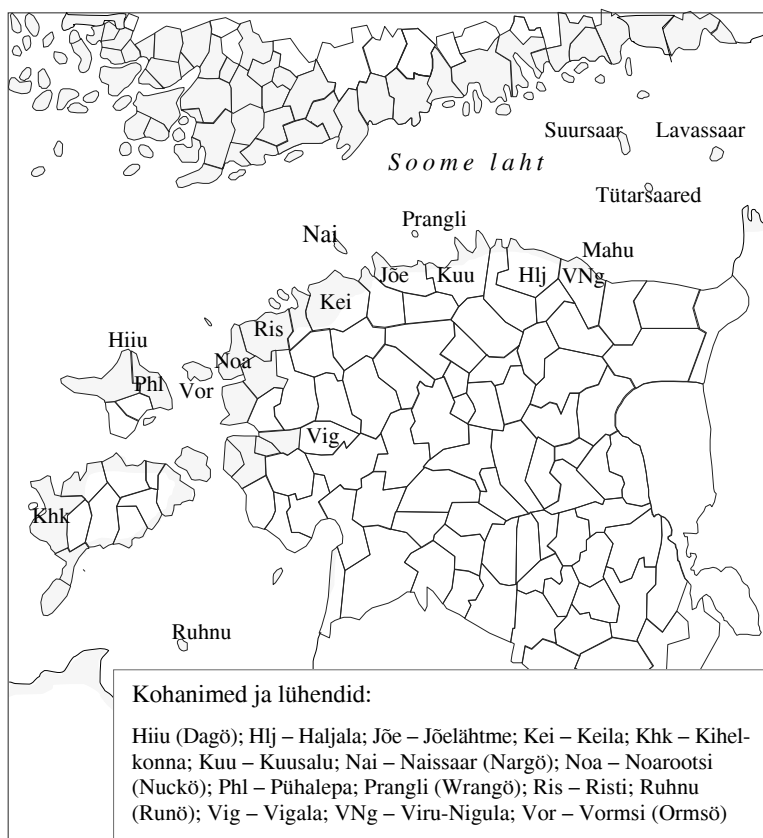 Suursaar Lavassaar
Soome laht
Tütarsaared
Prangli
Nai
Mahu
Jõe Kuu Hlj VNg
Kei
Ris
Hiiu
Noa
Phl Vor
Vig
Khk
Ruhnu
Kohanimed ja lühendid:
Hiiu (Dagö); Hlj – Haljala; Jõe – Jõelähtme; Kei – Keila; Khk – Kihel-
konna; Kuu – Kuusalu; Nai – Naissaar (Nargö); Noa – Noarootsi
(Nuckö); Phl – Pühalepa; Prangli (Wrangö); Ris – Risti; Ruhnu
(Runö); Vig – Vigala; VNg – Viru-Nigula; Vor – Vormsi (Ormsö)